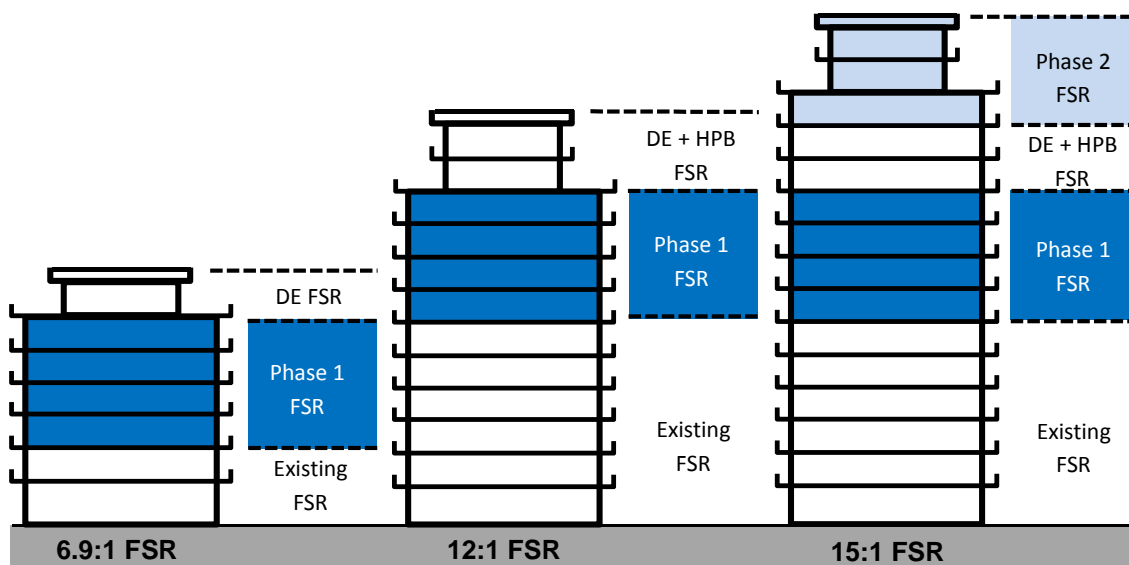 DE FSR
Phase 1
FSR
Existing
FSR
6.9:1 FSR
DE + HPB
FSR
Phase 1
FSR
Existing
FSR
12:1 FSR
Phase 2
FSR
DE + HPB
FSR
Phase 1
FSR
Existing
FSR
15:1 FSR